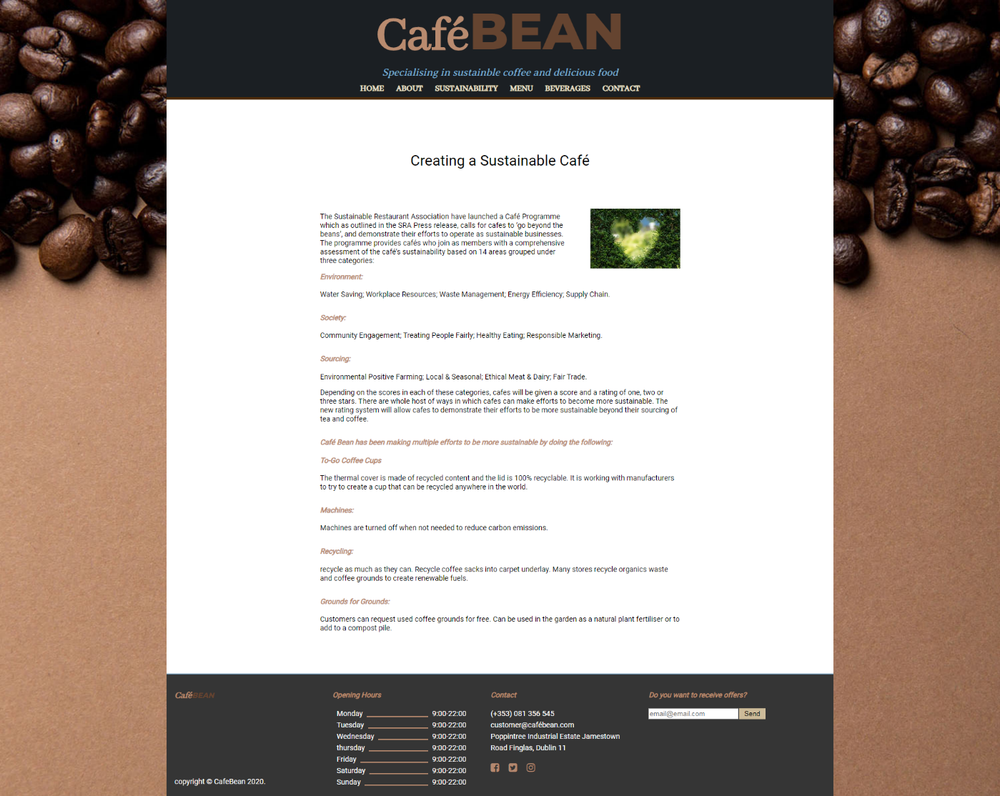 CaféBEAN
Specialising in sustainble coffee and delicious food
HOME ABOUT SUSTAINABILITY MENU BEVERAGES CONTACT
Creating a Sustainable Café
The Sustainable Restaurant Association have launched a Café Programme
which as outlined in the SRA Press release, calls for cafes to 'go beyond the
beans', and demonstrate their efforts to operate as sustainable businesses.
The programme provides cafés who join as members with a comprehensive
assessment of the café's sustainability based on 14 areas grouped under
three categories:
Environment:
Water Saving; Workplace Resources; Waste Management; Energy Efficiency; Supply Chain.
Society:
Community Engagement; Treating People Fairly; Healthy Eating; Responsible Marketing.
Sourcing:
Environmental Positive Farming; Local & Seasonal; Ethical Meat & Dairy; Fair Trade.
Depending on the scores in each of these categories, cafes will be given a score and a rating of one, two or
three stars. There are whole host of ways in which cafes can make efforts to become more sustainable. The
new rating system will allow cafes to demonstrate their efforts to be more sustainable beyond their sourcing of
tea and coffee.
Café Bean has been making multiple efforts to be more sustainable by doing the following:
To-Go Coffee Cups
The thermal cover is made of recycled content and the lid is 100% recyclable. It is working with manufacturers
to try to create a cup that can be recycled anywhere in the world.
Machines:
Machines are turned off when not needed to reduce carbon emissions.
Recycling:
recycle as much as they can. Recycle coffee sacks into carpet underlay. Many stores recycle organics waste
and coffee grounds to create renewable fuels.
Grounds for Grounds:
Customers can request used coffee grounds for free. Can be used in the garden as a natural plant fertiliser or to
add to a compost pile.
CaféBEAN
copyright © CafeBean 2020.
Opening Hours
Monday 9:00-22:00
Tuesday 9:00-22:00
Wednesday 9:00-22:00
thursday 9:00-22:00
Friday 9:00-22:00
Saturday 9:00-22:00
Sunday 9:00-22:00
Contact
(+353) 081 356 545
customer@cafébean.com
Poppintree Industrial Estate Jamestown
Road Finglas, Dublin 11
Do you want to receive offers?
email@email.com Send